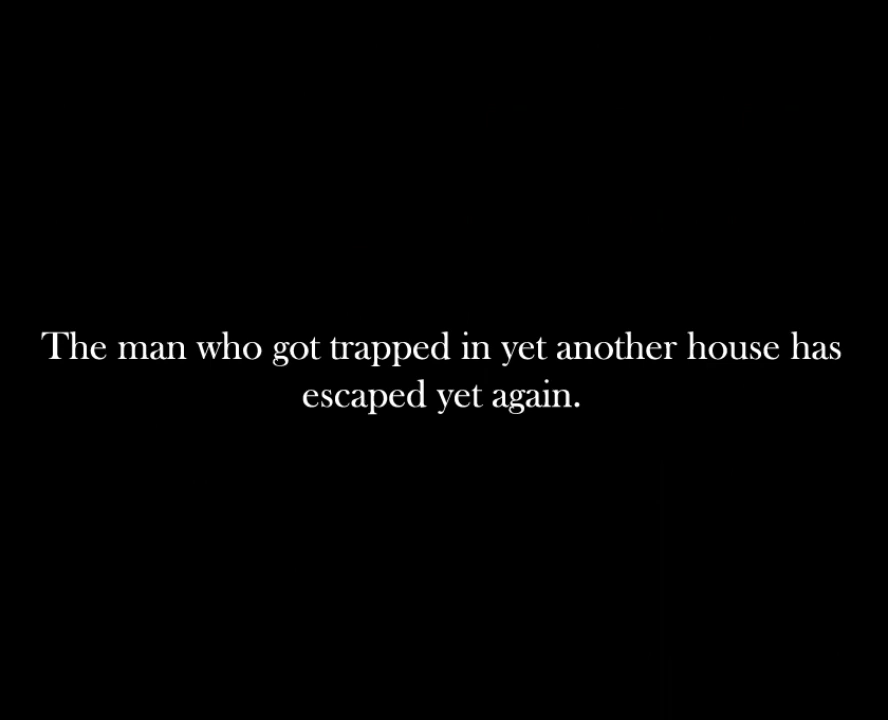 The man who got trapped in yet another house has
escaped yet again.